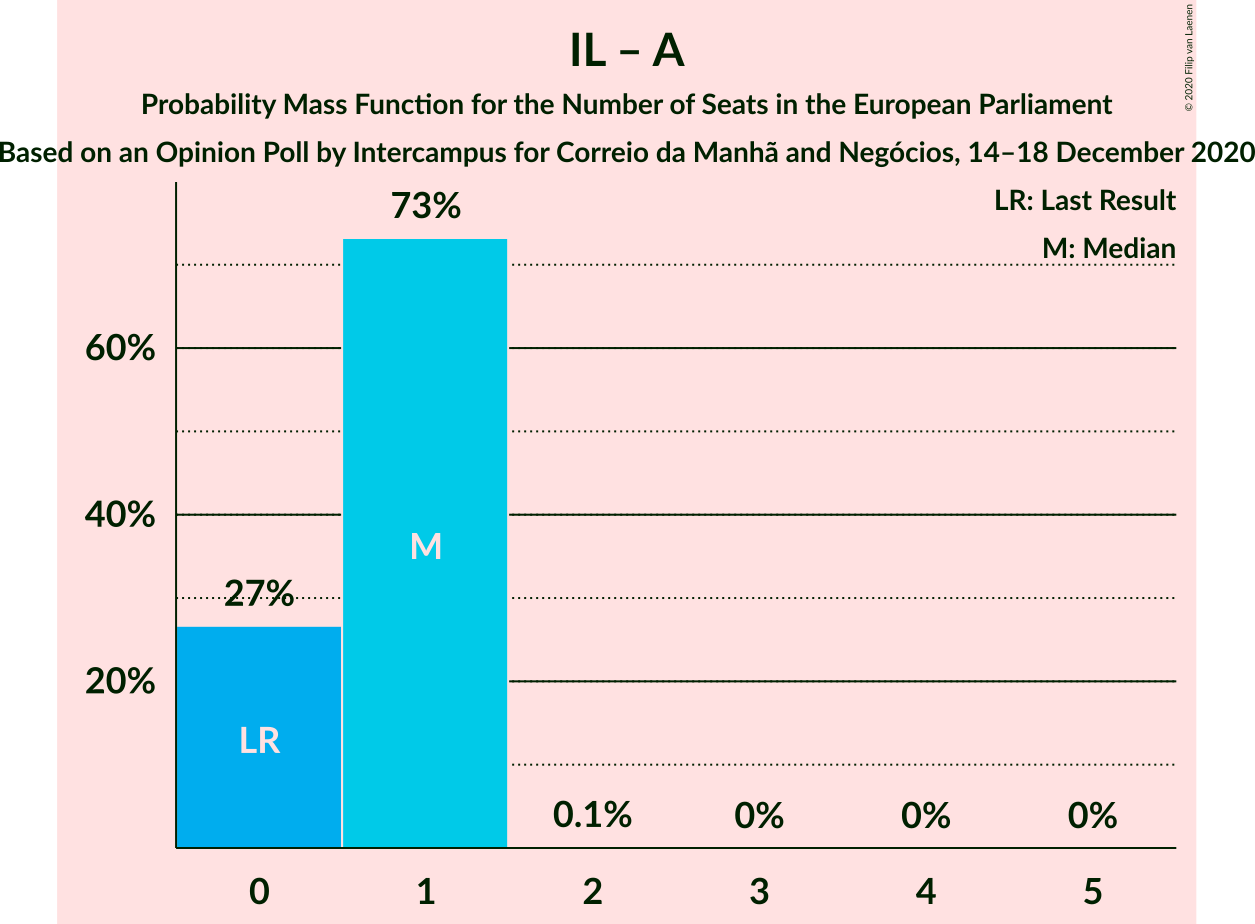 IL – A
Probability Mass Function for the Number of Seats in the European Parliament
Based on an Opinion Poll by Intercampus for Correio da Manhã and Negócios, 14–18 December 2020
© 2020 Filip van Laenen
LR: Last Result
M: Median
73%
60%
40%
M
27%
20%
LR
0.1%
0%
0%
0%
0
1
2
3
4
5